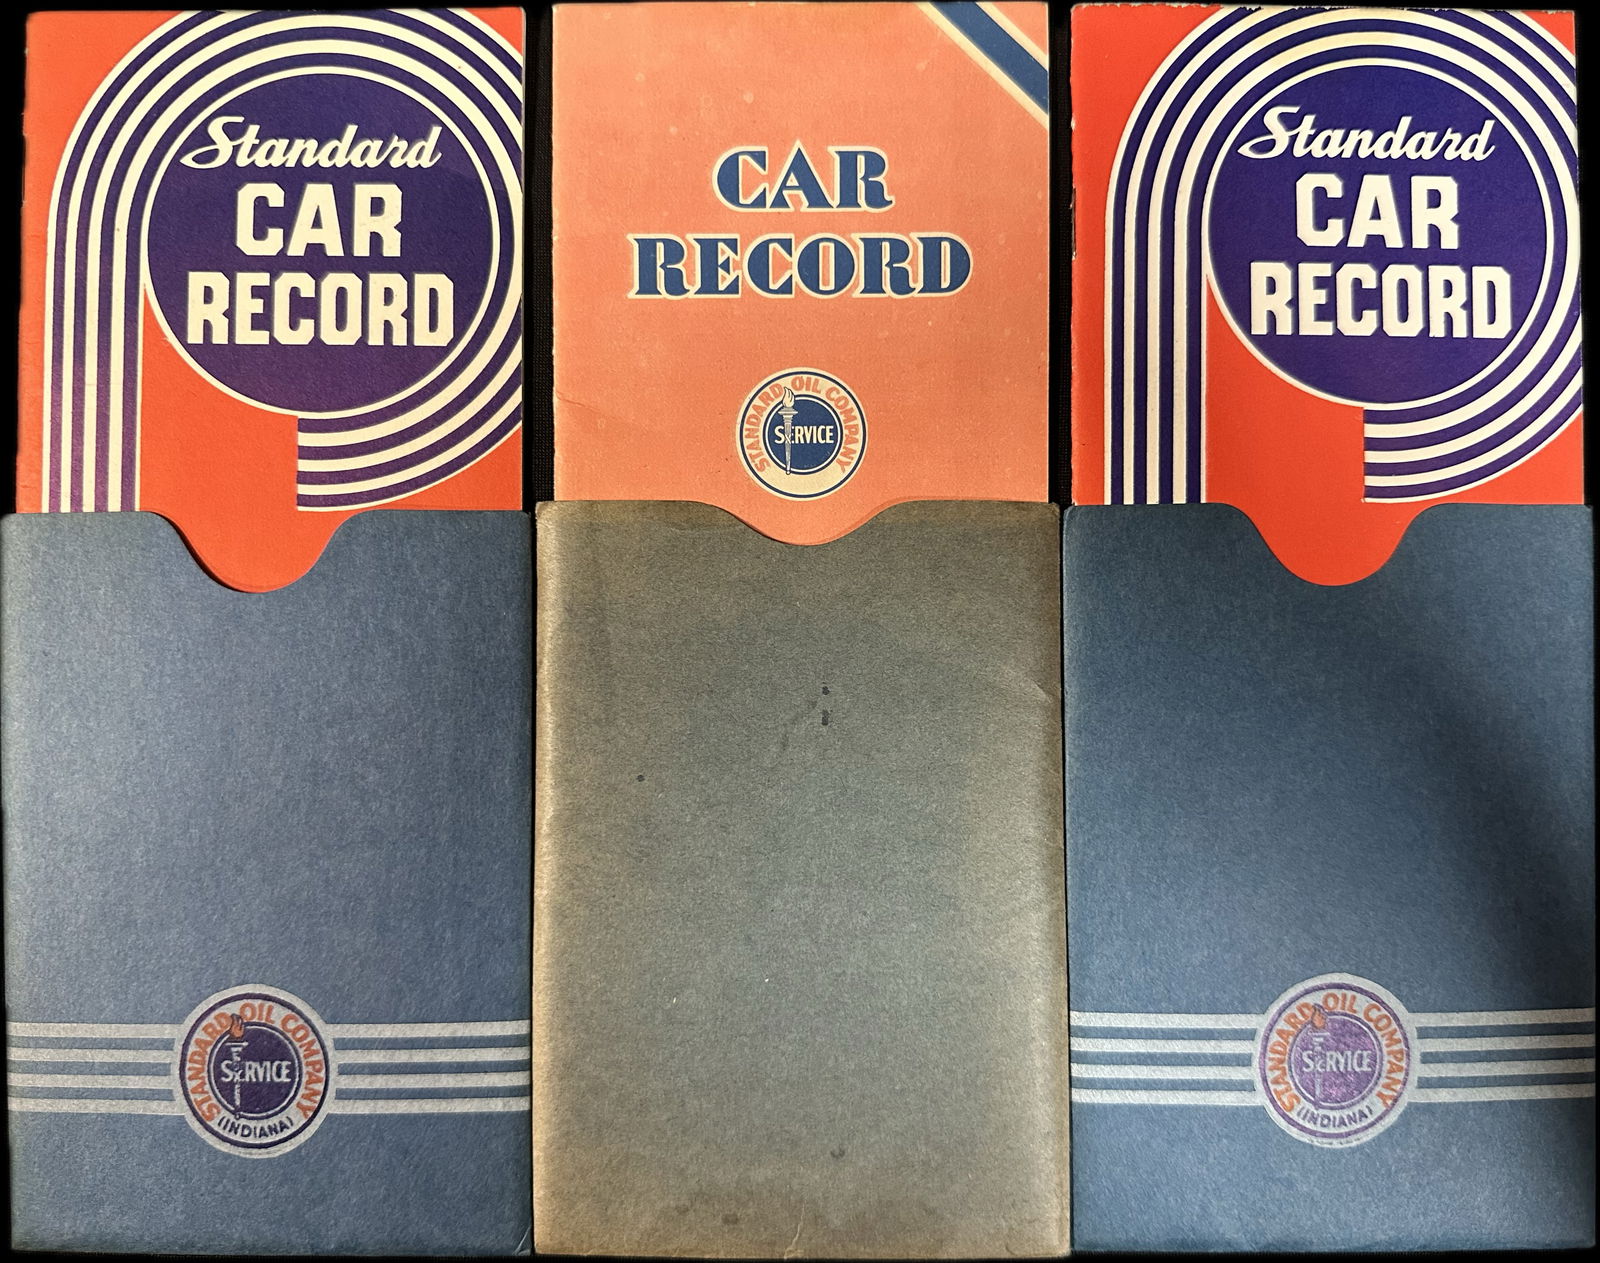 Standard
CAR
RECORD
CAR
RECORD
STANDARD OIL COMPANY
SERVICE
Standard
CAR
RECORD
STANDARD OIL COMPANY
SERVICE
(INDIANA)
STANDARD OIL COMPANY
SERVICE
(INDIANA)